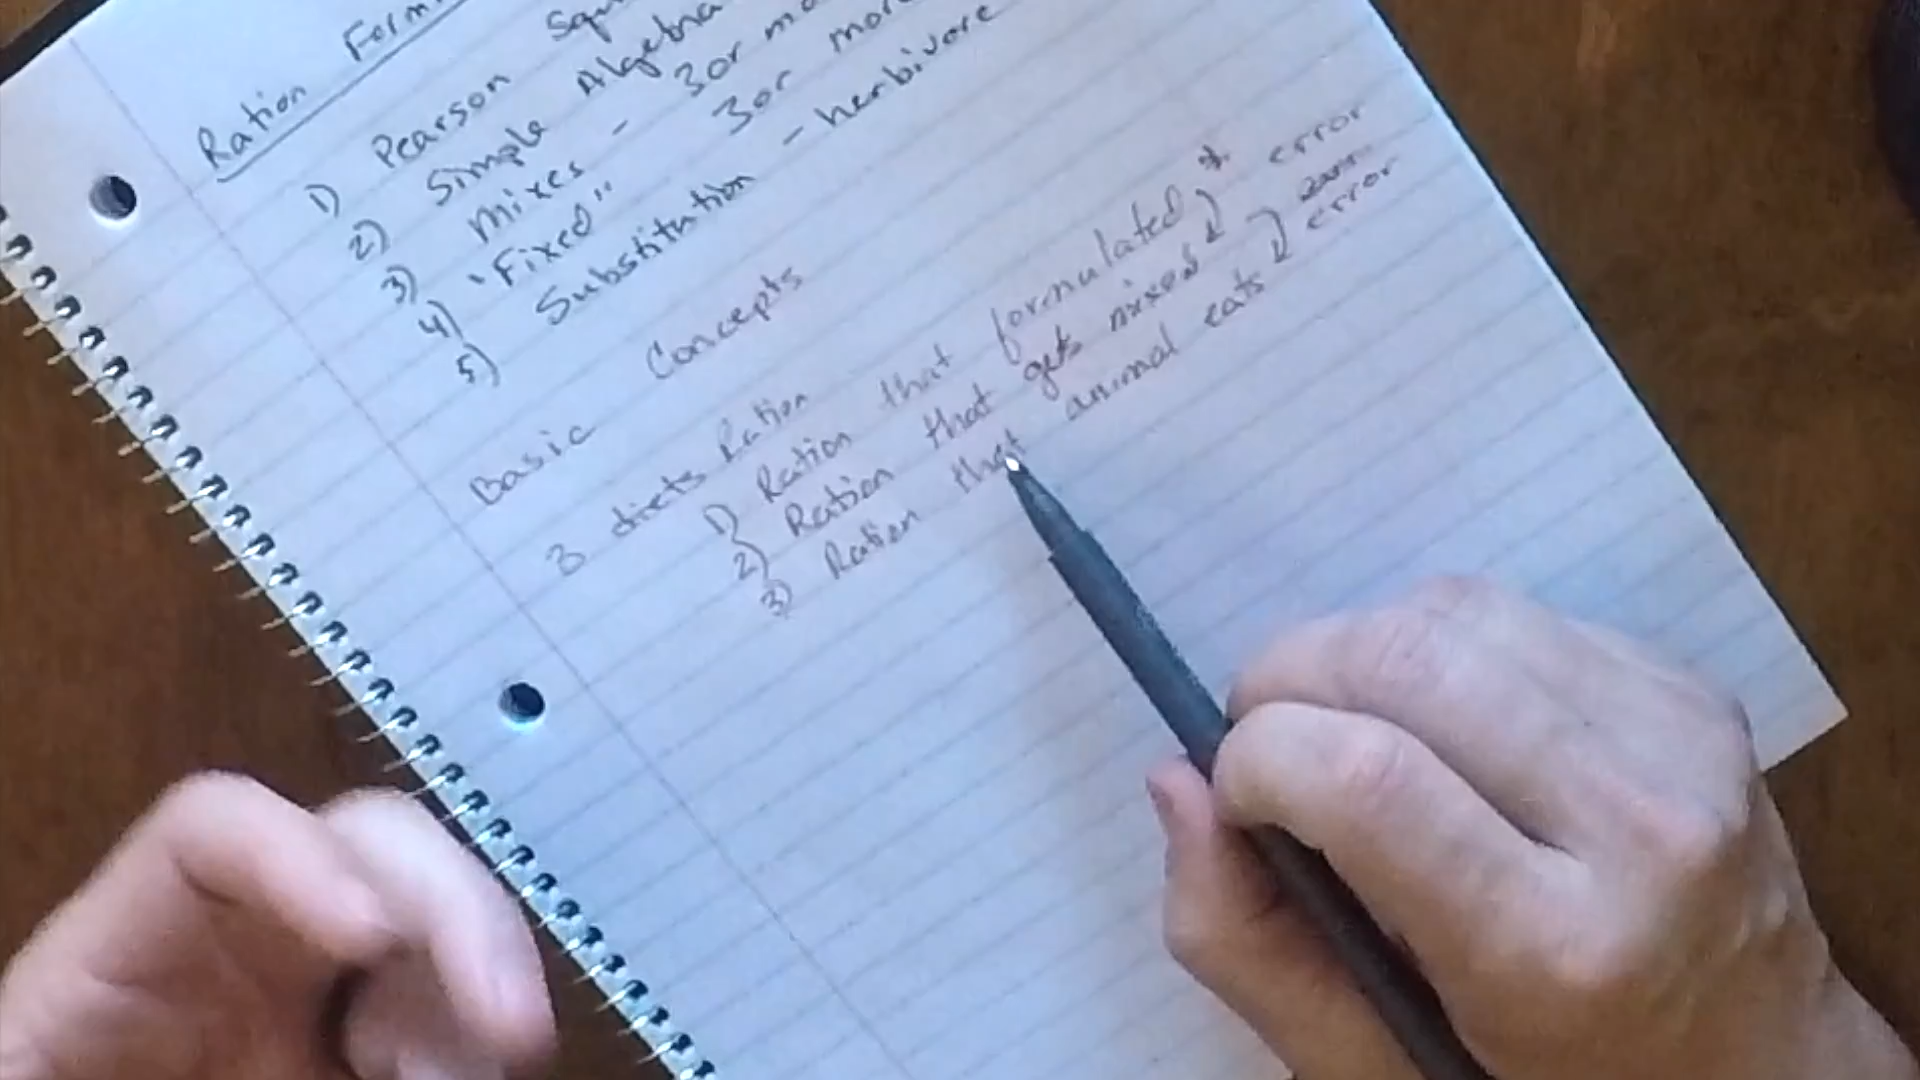 Ration Form
1) Pearson Squ
2) Simple Algebra
3) Mixes - 3 or mo
4) "Fixed" 3 or more
5) Substitution - herbivore
Basic Concepts
3 diets Ration
1) Ration that formulated * error
2) Ration that gets mixed error
3) Ration that animal eats